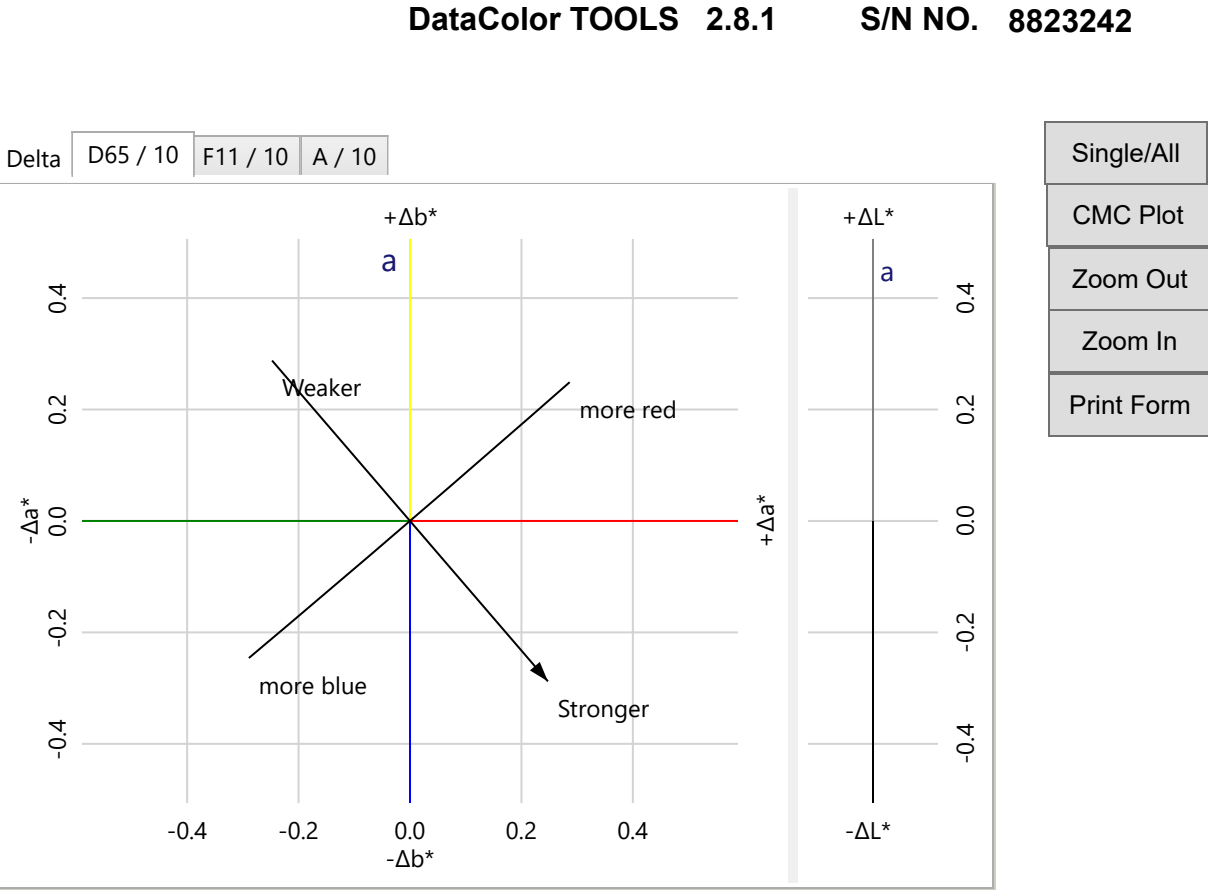 DataColor TOOLS 2.8.1 S/N NO. 8823242
Delta D65 / 10 F11 / 10 A / 10
Single/All
CMC Plot
Zoom Out
Zoom In
Print Form
+Δb*
a
0.4
0.2
0.0
-0.2
-0.4
-Δa*
Weaker
more red
more blue
Stronger
+Δa*
-0.4 -0.2 0.0 0.2 0.4
-Δb*
+ΔL*
a
0.4
0.2
0.0
-0.2
-0.4
-ΔL*